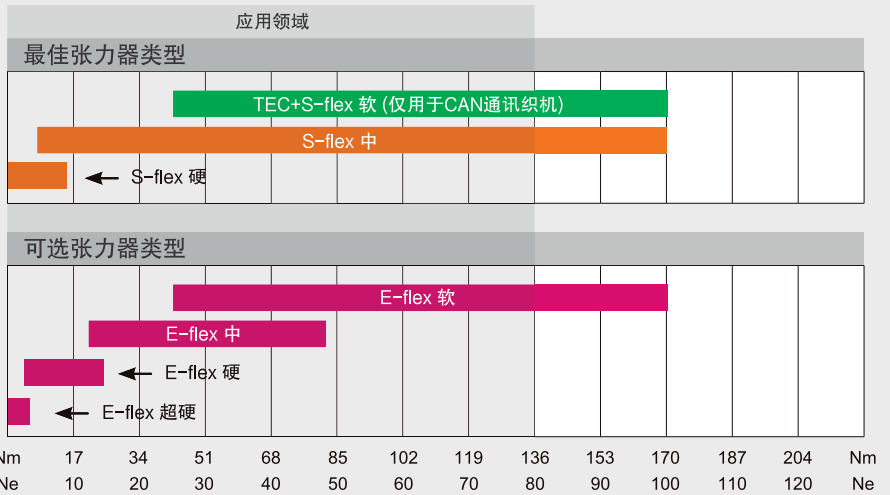 应用领域
最佳张力器类型
TEC+S-flex 软 (仅用于CAN通讯织机)
S-flex 中
S-flex 硬
可选张力器类型
E-flex 软
E-flex 中
E-flex 硬
E-flex 超硬
Nm 17 34 51 68 85 102 119 136 153 170 187 204 Nm
Ne 10 20 30 40 50 60 70 80 90 100 110 120 Ne